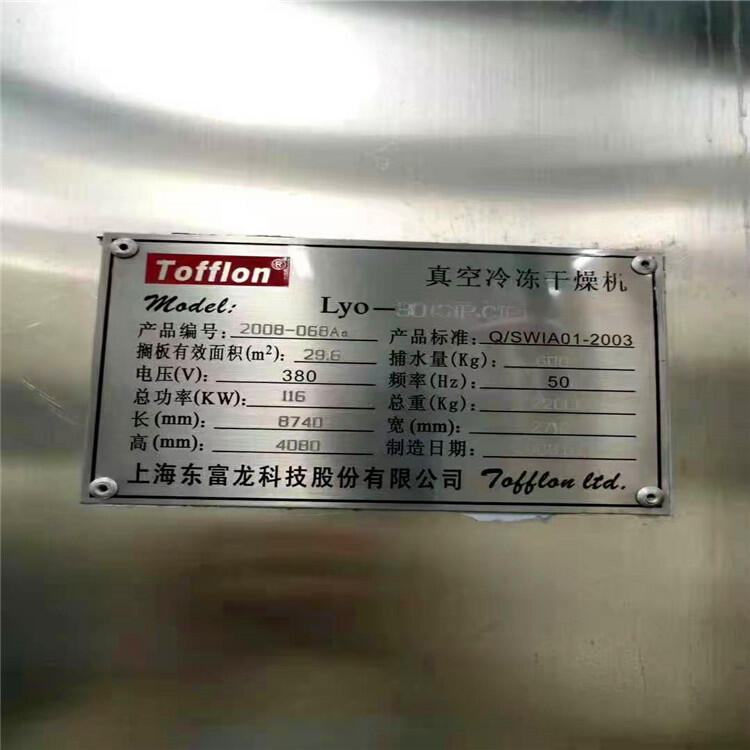 Tofflon® 真空冷冻干燥机
Model: Lyo-
产品编号: 2008-068A 产品标准: Q/SWIA01-2003
搁板有效面积(m²): 29.6 捕水量(Kg): 600
电压(V): 380 频率(Hz): 50
总功率(KW): 116 总重(Kg):
长(mm): 8740 宽(mm):
高(mm): 4080 制造日期:
上海东富龙科技股份有限公司 Tofflon ltd.